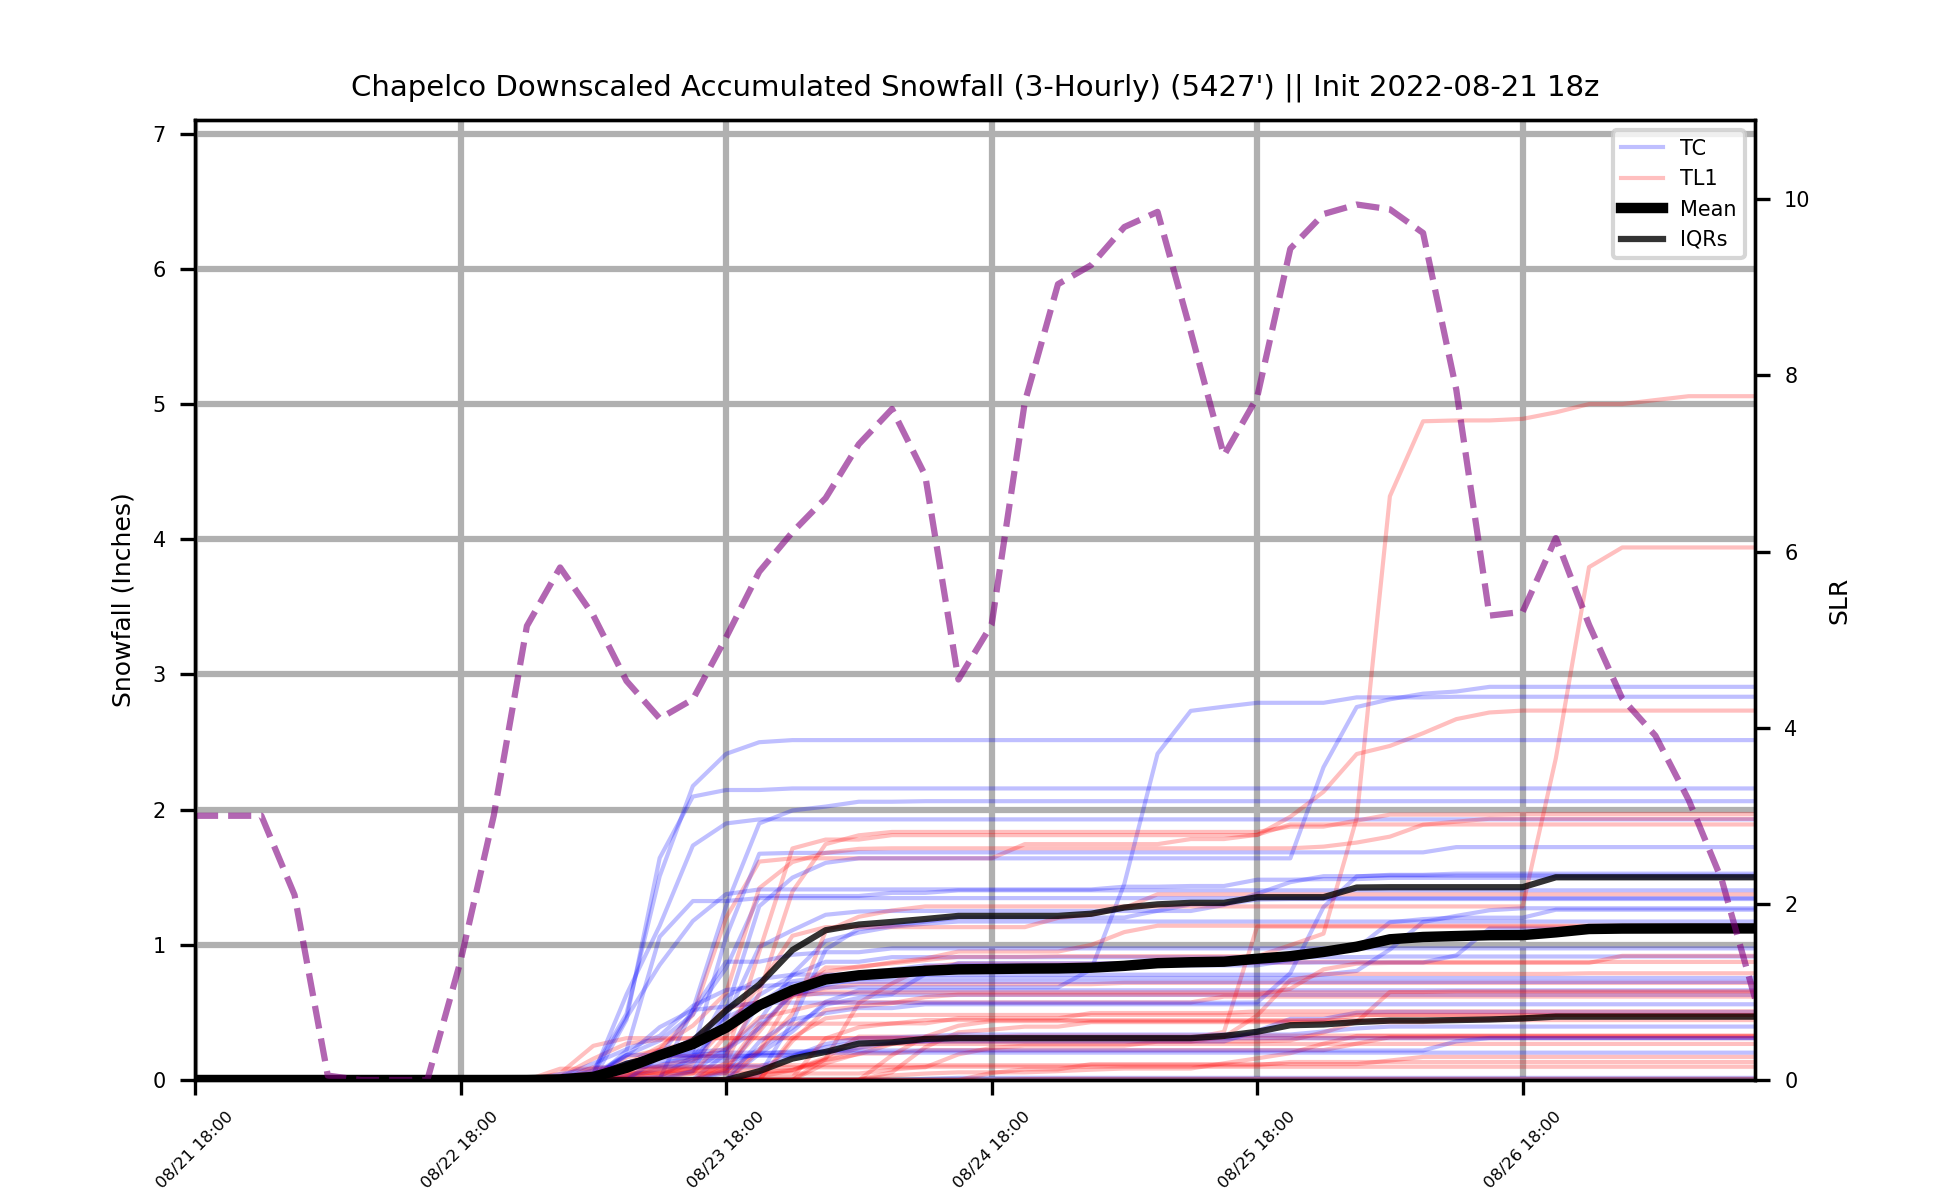 Chapelco Downscaled Accumulated Snowfall (3-Hourly) (5427') || Init 2022-08-21 18z
TC
TL1
Mean
IQRs
7
6
5
4
3
2
1
0
Snowfall (Inches)
10
8
6
4
2
0
SLR
08/21 18:00
08/22 18:00
08/23 18:00
08/24 18:00
08/25 18:00
08/26 18:00